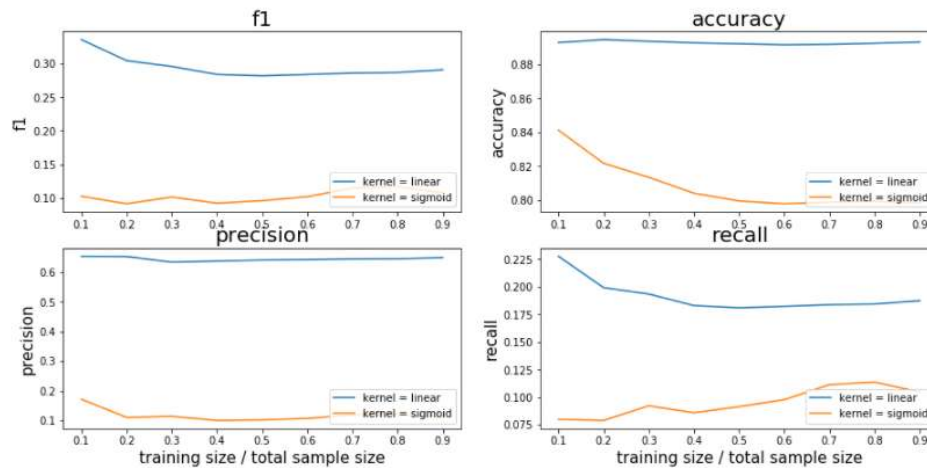 f1
f1
0.30
0.25
0.20
0.15
0.10
kernel = linear
kernel = sigmoid
0.1 0.2 0.3 0.4 0.5 0.6 0.7 0.8 0.9
accuracy
accuracy
0.88
0.86
0.84
0.82
0.80
kernel = linear
kernel = sigmoid
0.1 0.2 0.3 0.4 0.5 0.6 0.7 0.8 0.9
precision
precision
0.6
0.5
0.4
0.3
0.2
0.1
kernel = linear
kernel = sigmoid
0.1 0.2 0.3 0.4 0.5 0.6 0.7 0.8 0.9
training size / total sample size
recall
recall
0.225
0.200
0.175
0.150
0.125
0.100
0.075
kernel = linear
kernel = sigmoid
0.1 0.2 0.3 0.4 0.5 0.6 0.7 0.8 0.9
training size / total sample size